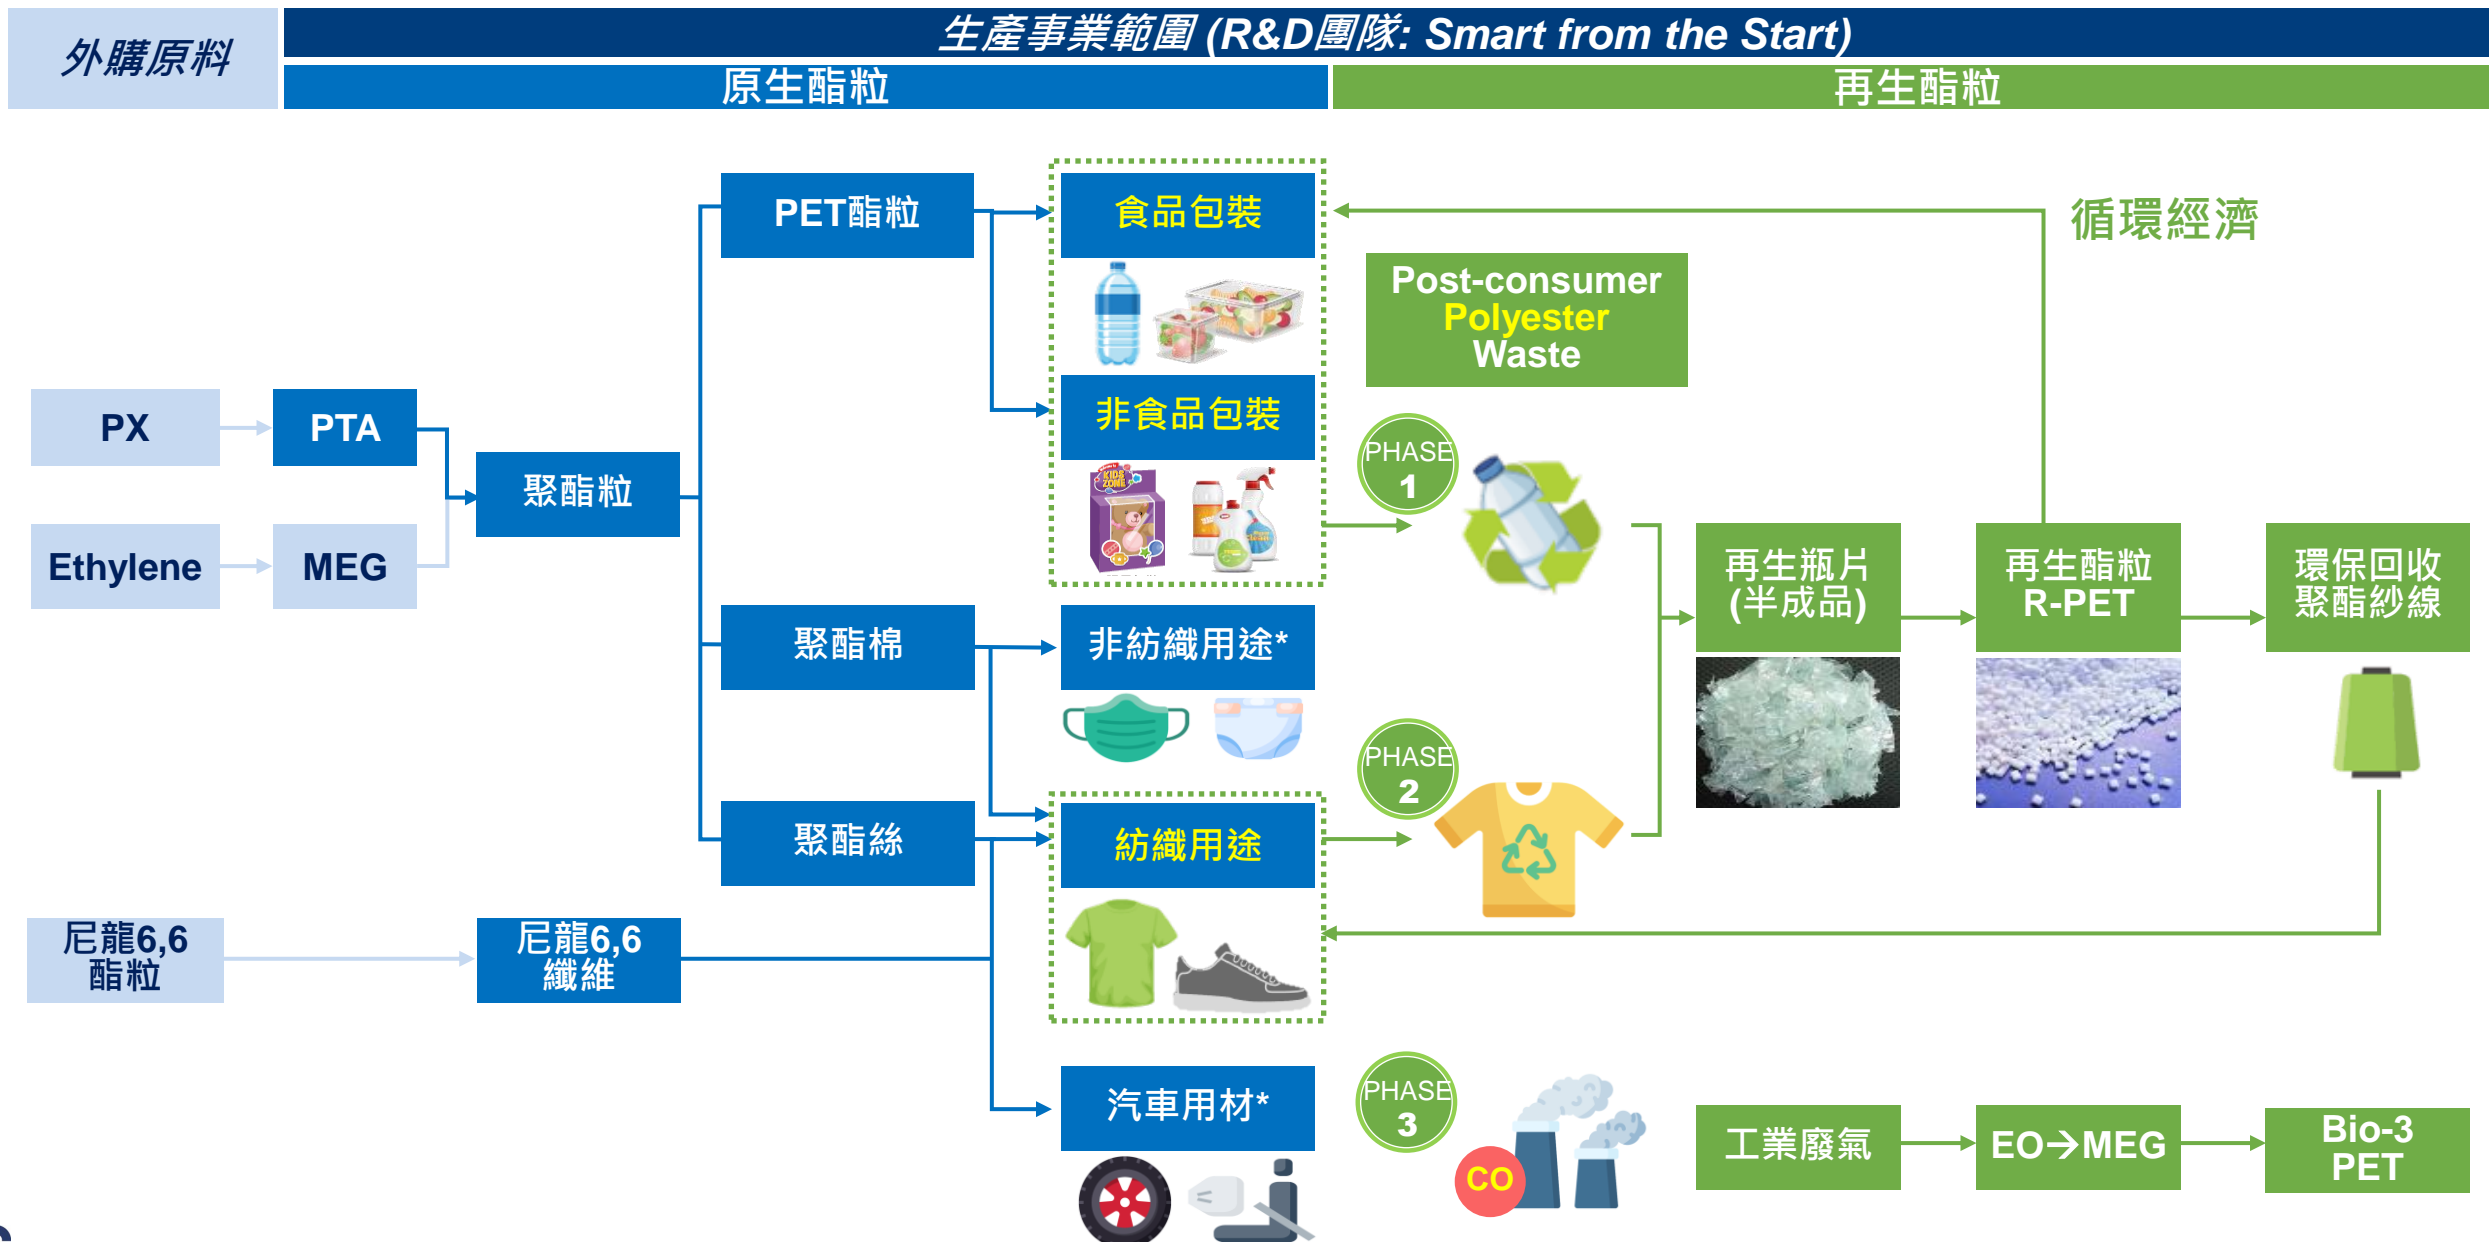 外購原料
生產事業範圍 (R&D團隊: Smart from the Start)
原生酯粒
再生酯粒
PET酯粒
食品包裝
循環經濟
Post-consumer
Polyester
Waste
非食品包裝
PX
PTA
PHASE
1
KIDS
ZONE
聚酯粒
Ethylene
MEG
再生瓶片
(半成品)
再生酯粒
R-PET
環保回收
聚酯紗線
聚酯棉
非紡織用途*
PHASE
2
聚酯絲
紡織用途
尼龍6,6
酯粒
尼龍6,6
纖維
汽車用材*
PHASE
3
CO
工業廢氣
EO→MEG
Bio-3
PET